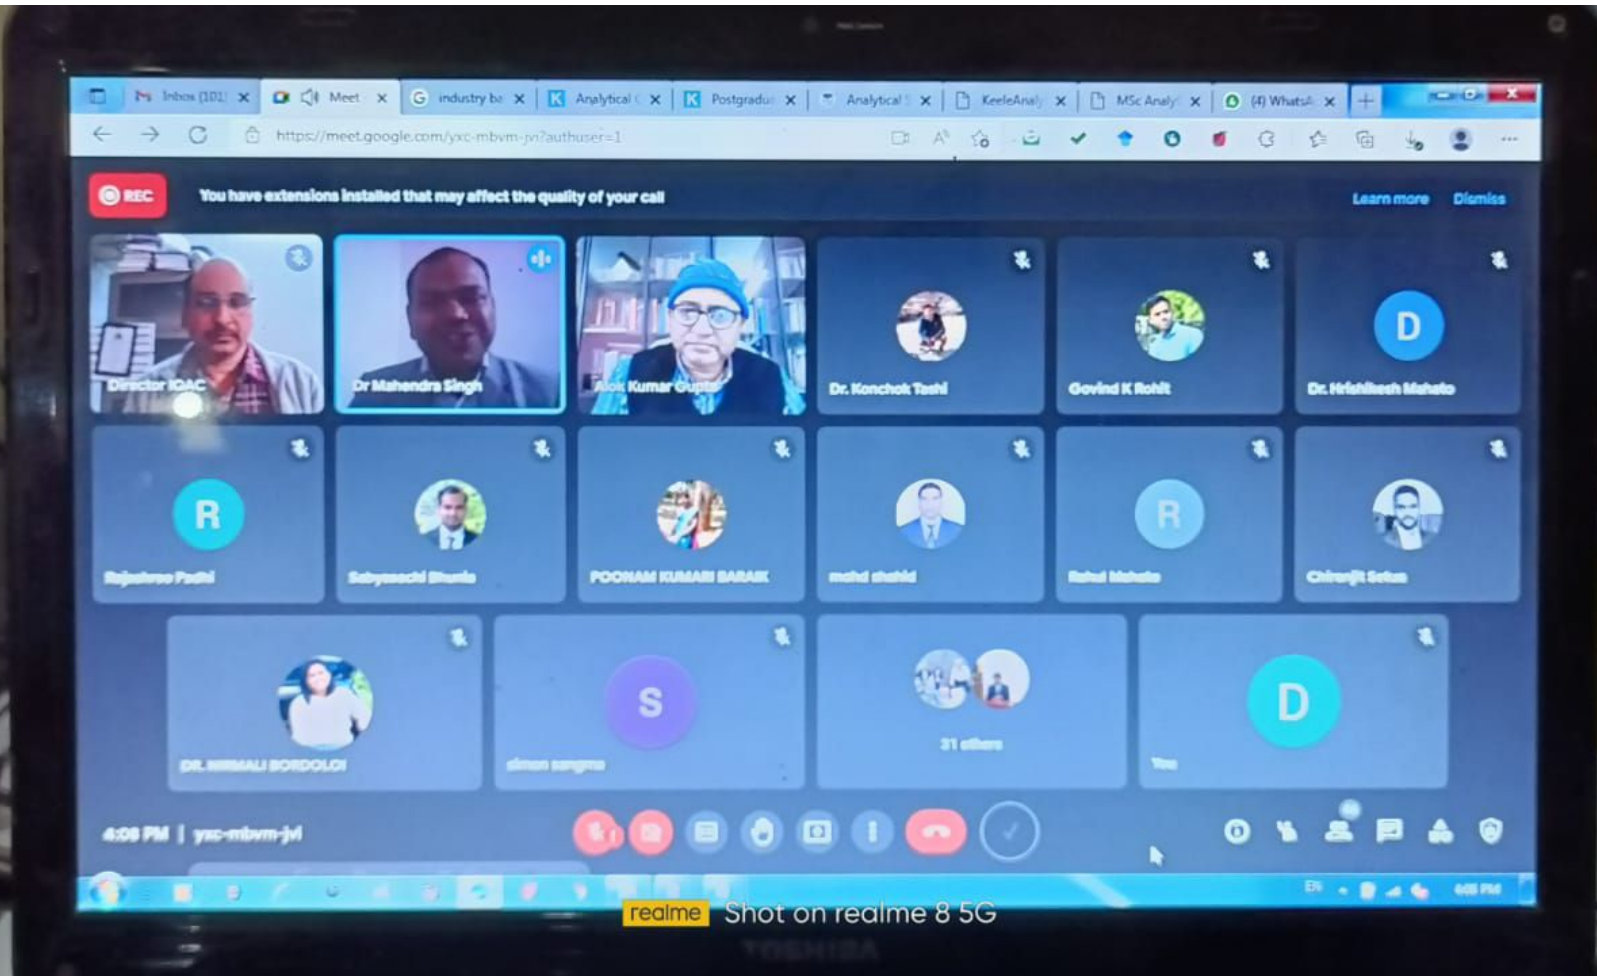 Inbox (101)
Meet
industry ba
Analytical
Postgradu
Analytical
KeeleAnaly
MSc Analy
(4) WhatsA
https://meet.google.com/yxc-mbvm-jvi?authuser=1
REC
You have extensions installed that may affect the quality of your call
Learn more
Dismiss
Director IQAC
Dr Mahendra Singh
Alok Kumar Gupta
Dr. Konchok Tashi
Govind K Rohit
D
Dr. Hrishikesh Mahato
R
Rajashree Padhi
Sabyasachi Bhunia
POONAM KUMARI BARAIK
mohd shahid
R
Rahul Mahato
Chiranjit Setua
DR. NIRMALI BORDOLOI
S
simon sangma
31 others
D
You
4:08 PM | yxc-mbvm-jvi
EN
realme Shot on realme 8 5G
TOSHIBA